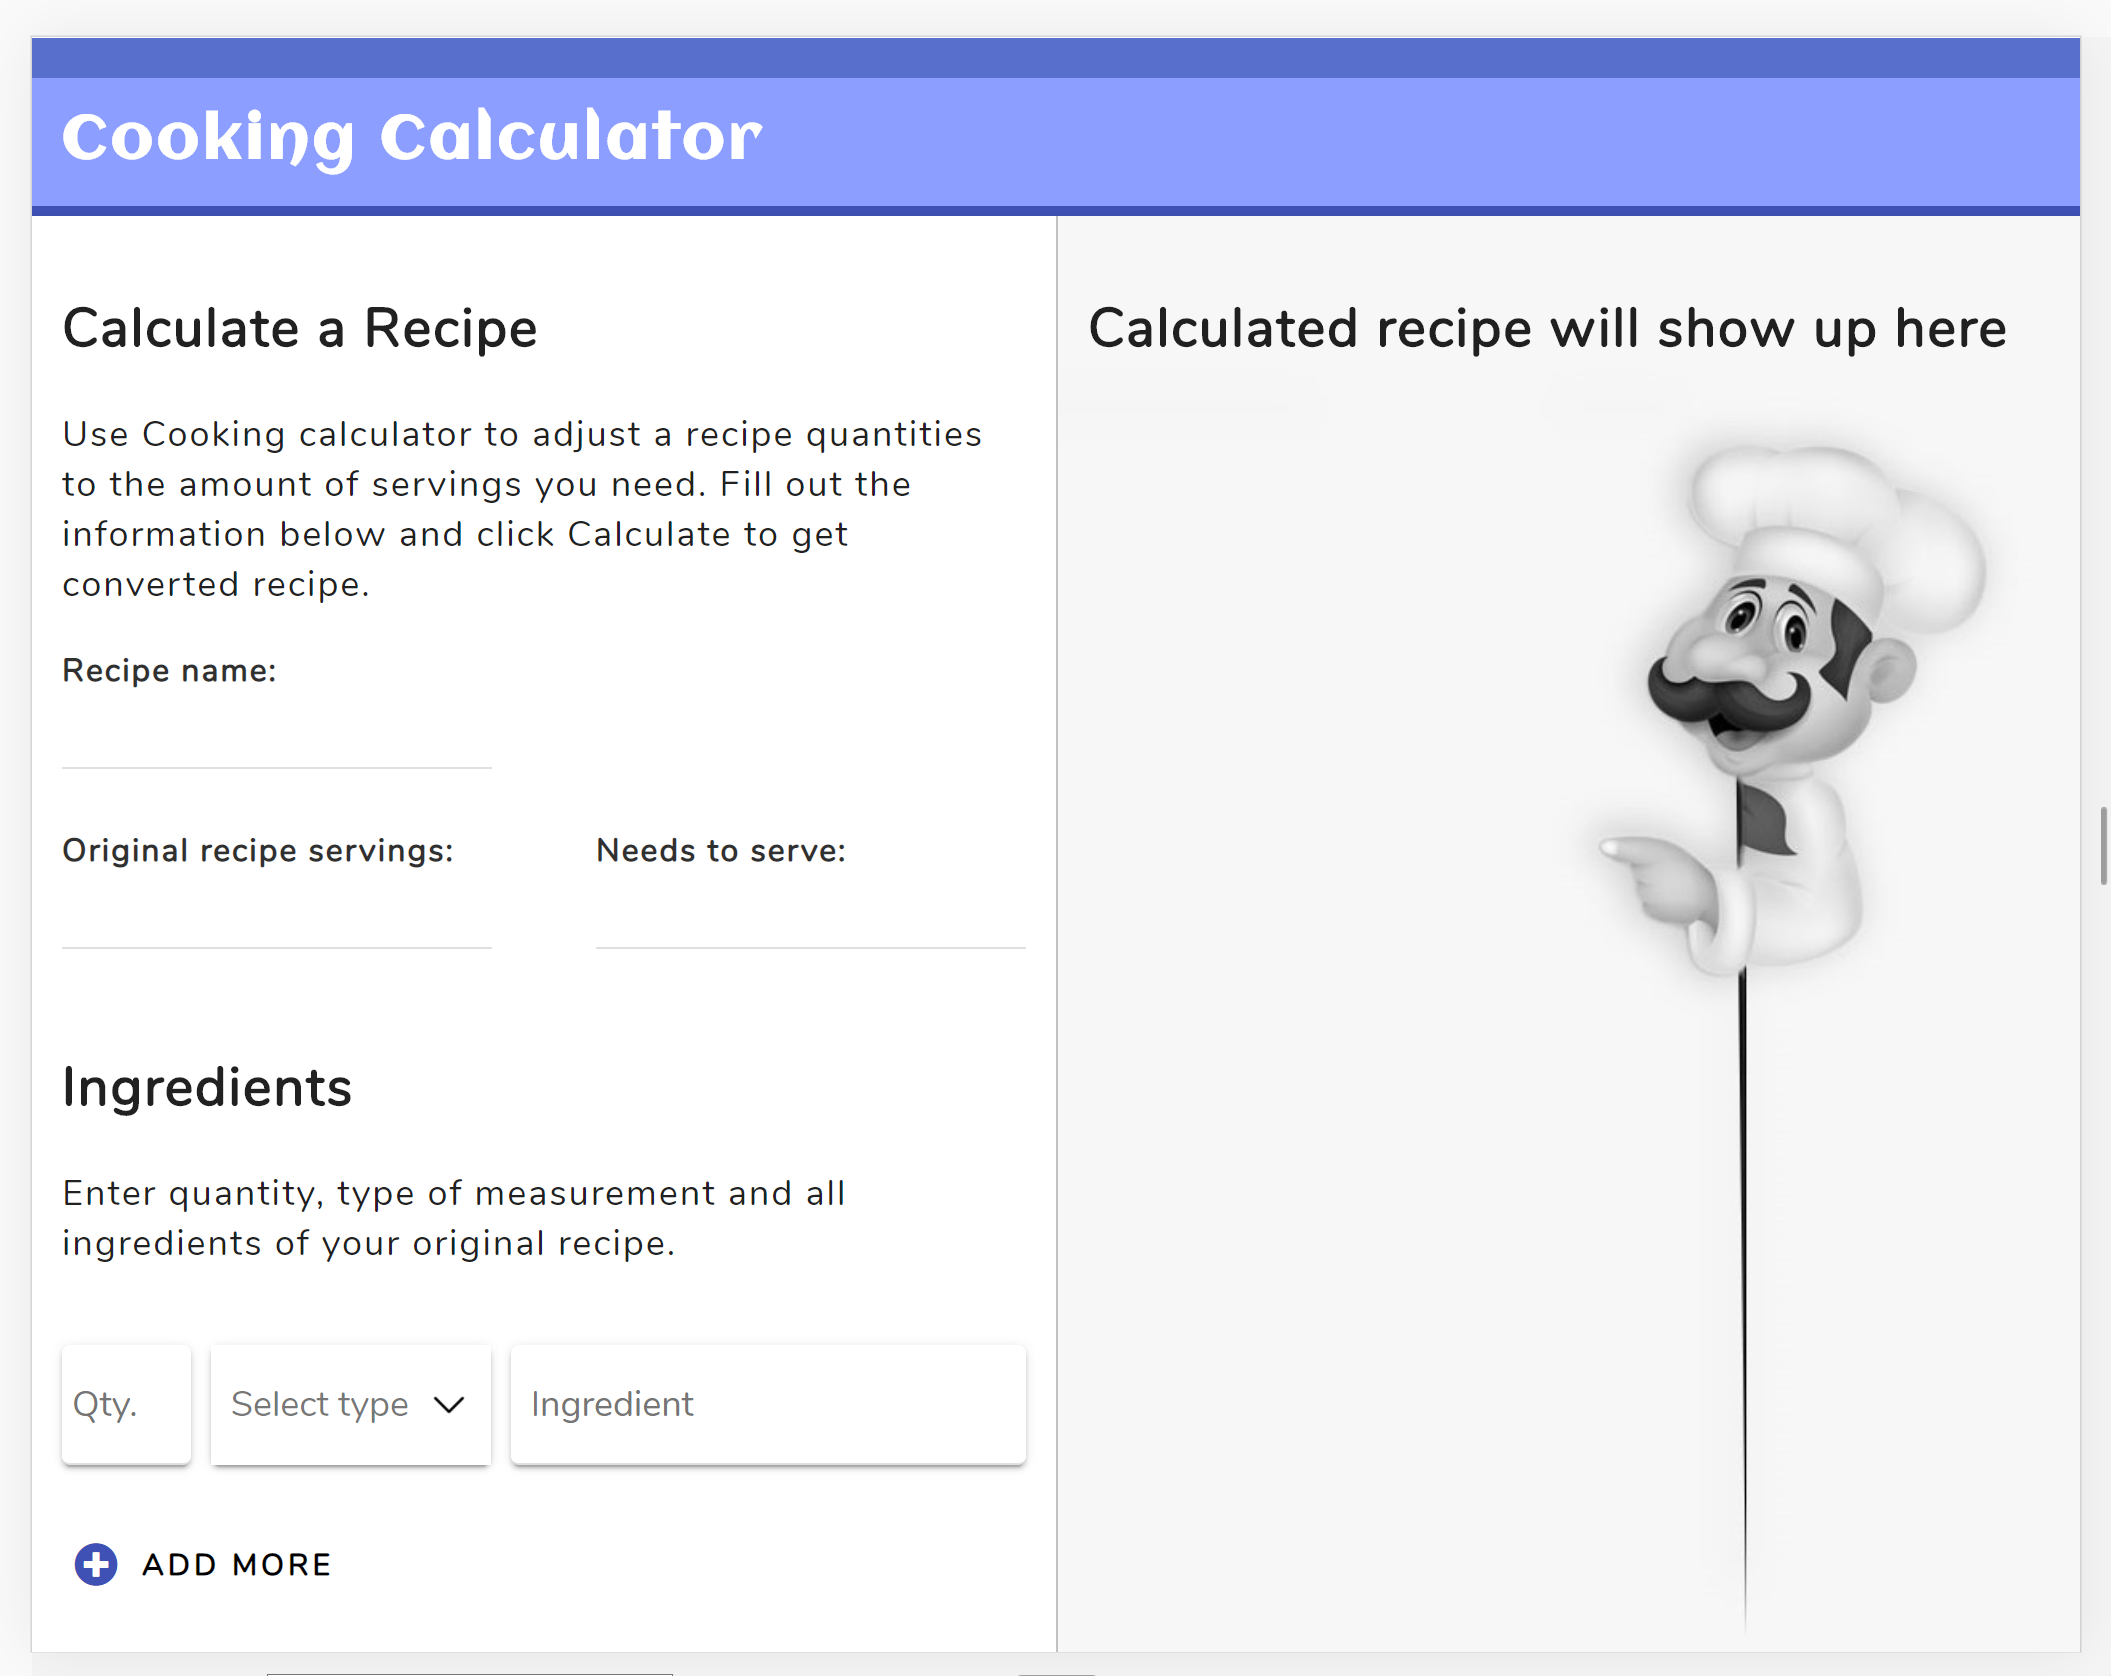 Cooking Calculator
Calculate a Recipe
Use Cooking calculator to adjust a recipe quantities
to the amount of servings you need. Fill out the
information below and click Calculate to get
converted recipe.
Recipe name:
Original recipe servings:
Needs to serve:
Ingredients
Enter quantity, type of measurement and all
ingredients of your original recipe.
Qty.
Select type
Ingredient
ADD MORE
Calculated recipe will show up here